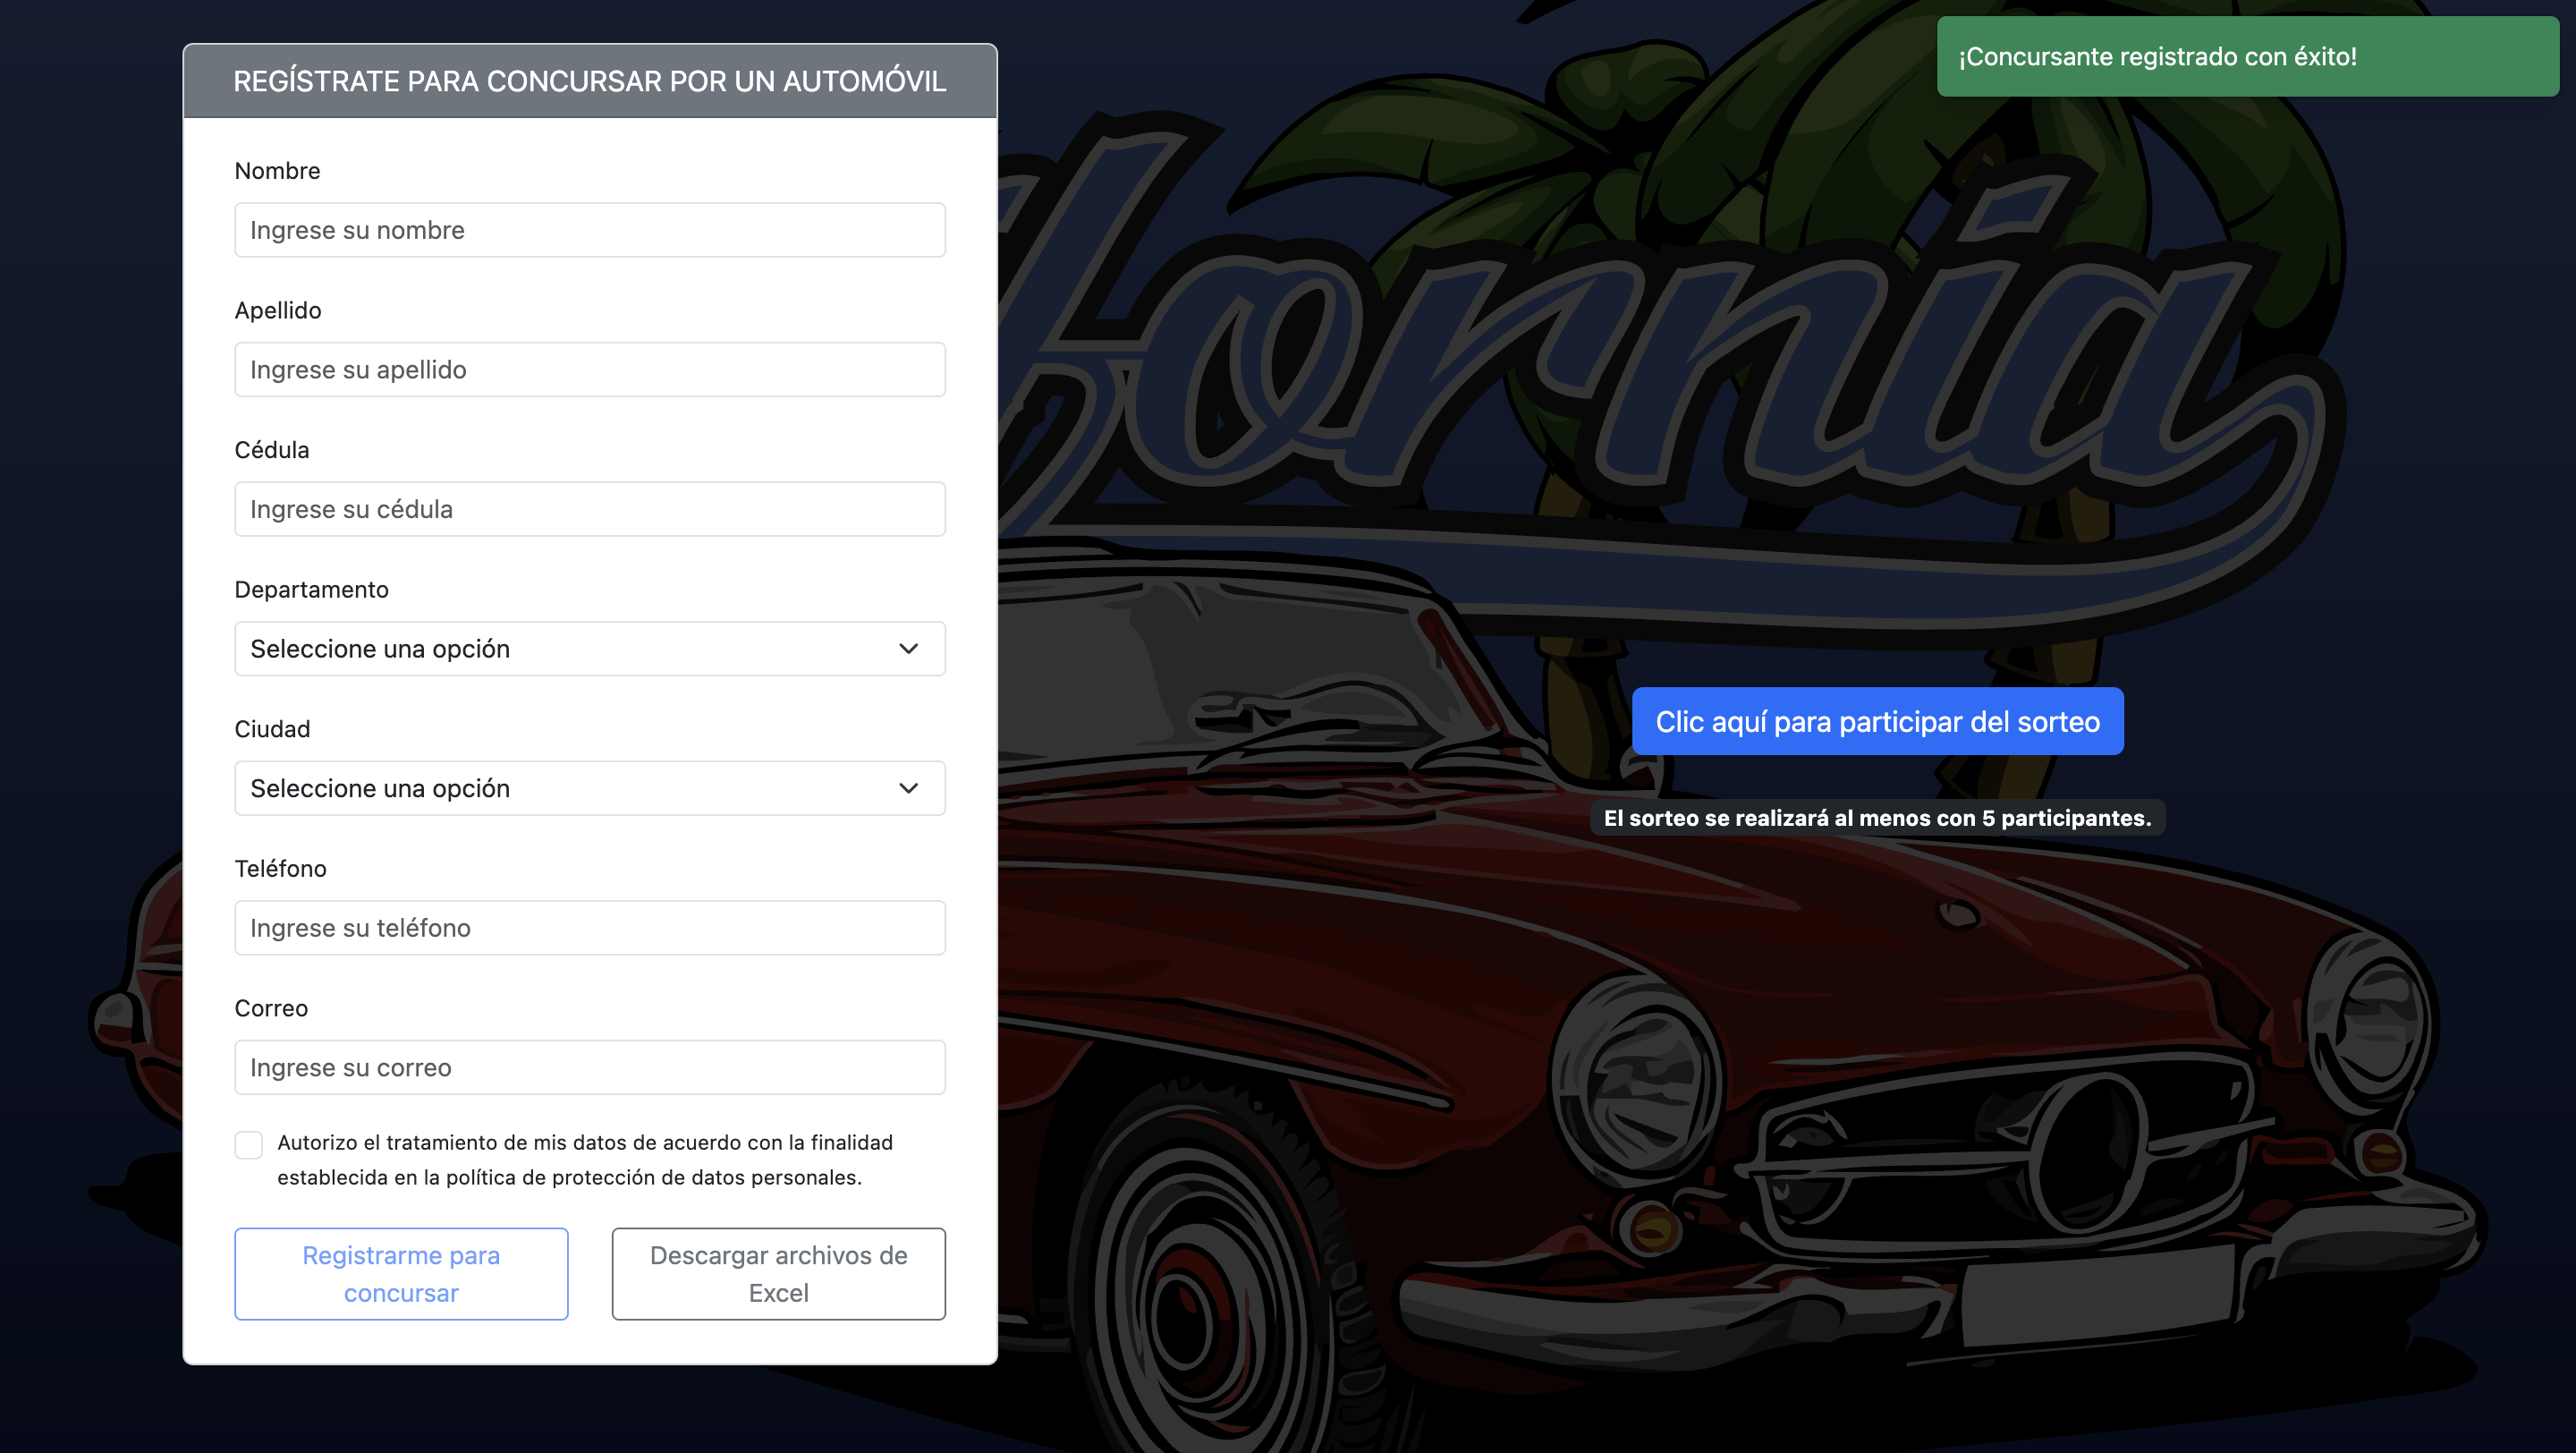 REGÍSTRATE PARA CONCURSAR POR UN AUTOMÓVIL
Nombre
Ingrese su nombre
Apellido
Ingrese su apellido
Cédula
Ingrese su cédula
Departamento
Seleccione una opción
Ciudad
Seleccione una opción
Teléfono
Ingrese su teléfono
Correo
Ingrese su correo
Autorizo el tratamiento de mis datos de acuerdo con la finalidad
establecida en la política de protección de datos personales.
Registrarme para
concursar
Descargar archivos de
Excel
¡Concursante registrado con éxito!
fornia
Clic aquí para participar del sorteo
El sorteo se realizará al menos con 5 participantes.